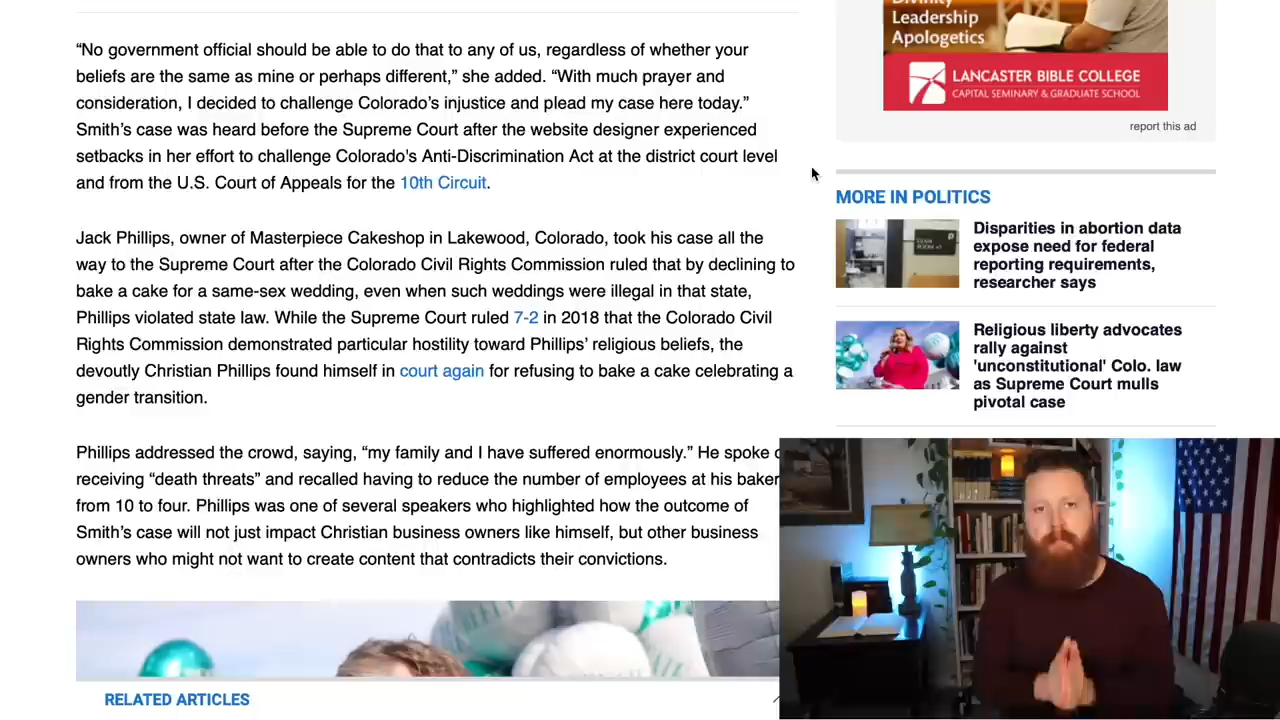 “No government official should be able to do that to any of us, regardless of whether your
beliefs are the same as mine or perhaps different,” she added. “With much prayer and
consideration, I decided to challenge Colorado’s injustice and plead my case here today.”
Smith’s case was heard before the Supreme Court after the website designer experienced
setbacks in her effort to challenge Colorado's Anti-Discrimination Act at the district court level
and from the U.S. Court of Appeals for the 10th Circuit.
Jack Phillips, owner of Masterpiece Cakeshop in Lakewood, Colorado, took his case all the
way to the Supreme Court after the Colorado Civil Rights Commission ruled that by declining to
bake a cake for a same-sex wedding, even when such weddings were illegal in that state,
Phillips violated state law. While the Supreme Court ruled 7-2 in 2018 that the Colorado Civil
Rights Commission demonstrated particular hostility toward Phillips’ religious beliefs, the
devoutly Christian Phillips found himself in court again for refusing to bake a cake celebrating a
gender transition.
Phillips addressed the crowd, saying, “my family and I have suffered enormously.” He spoke
receiving “death threats” and recalled having to reduce the number of employees at his
from 10 to four. Phillips was one of several speakers who highlighted how the outcome of
Smith’s case will not just impact Christian business owners like himself, but other business
owners who might not want to create content that contradicts their convictions.
RELATED ARTICLES
Leadership
Apologetics
LANCASTER BIBLE COLLEGE
CAPITAL SEMINARY & GRADUATE SCHOOL
report this ad
MORE IN POLITICS
Disparities in abortion data
expose need for federal
reporting requirements,
researcher says
Religious liberty advocates
rally against
'unconstitutional' Colo. law
as Supreme Court mulls
pivotal case